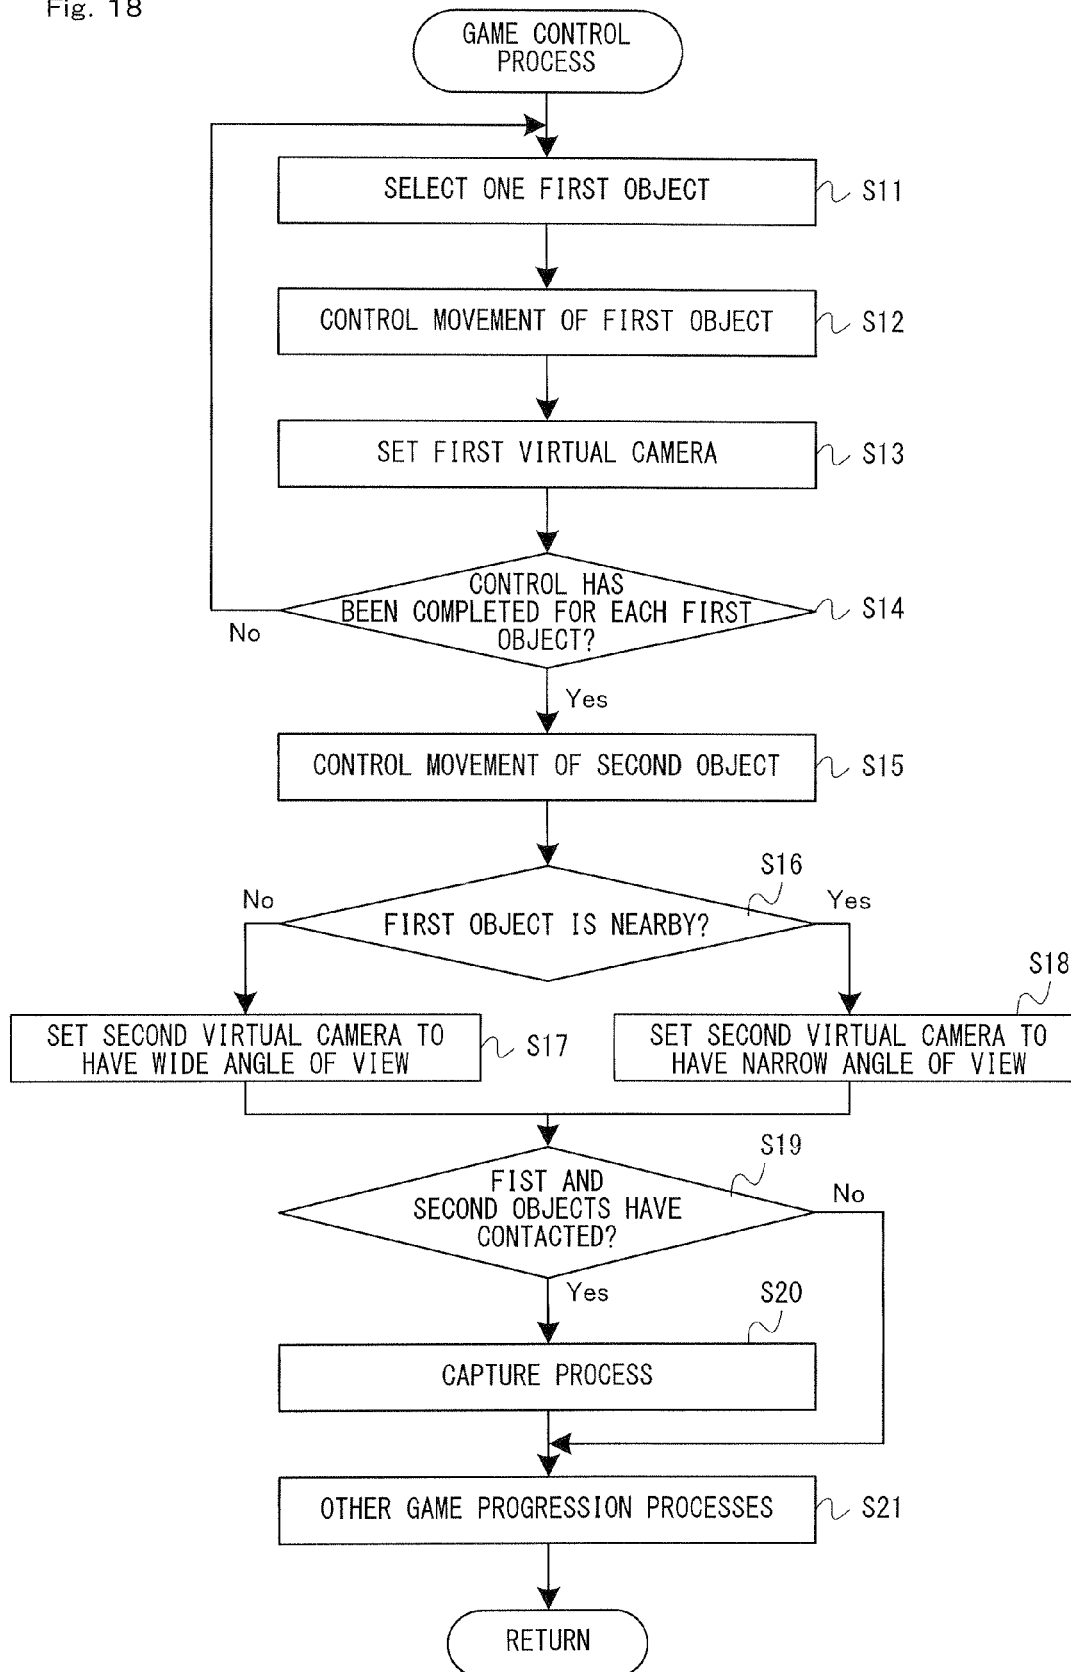 Fig. 18
GAME CONTROL
PROCESS
SELECT ONE FIRST OBJECT
S11
CONTROL MOVEMENT OF FIRST OBJECT
S12
SET FIRST VIRTUAL CAMERA
S13
CONTROL HAS
BEEN COMPLETED FOR EACH FIRST
OBJECT?
S14
No
Yes
CONTROL MOVEMENT OF SECOND OBJECT
S15
S16
No
Yes
FIRST OBJECT IS NEARBY?
S18
SET SECOND VIRTUAL CAMERA TO
HAVE WIDE ANGLE OF VIEW
S17
SET SECOND VIRTUAL CAMERA TO
HAVE NARROW ANGLE OF VIEW
S19
FIST AND
SECOND OBJECTS HAVE
CONTACTED?
No
Yes
S20
CAPTURE PROCESS
OTHER GAME PROGRESSION PROCESSES
S21
RETURN